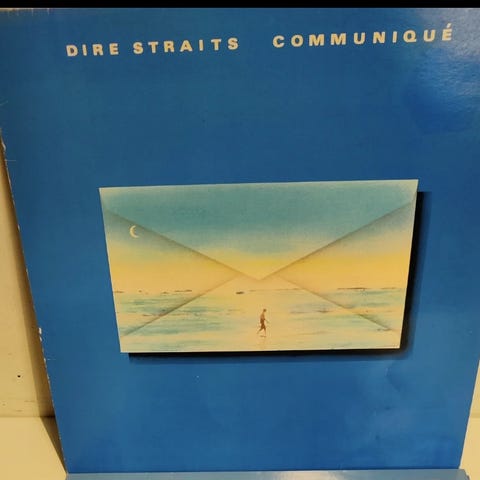 DIRE STRAITS COMMUNIQUÉ